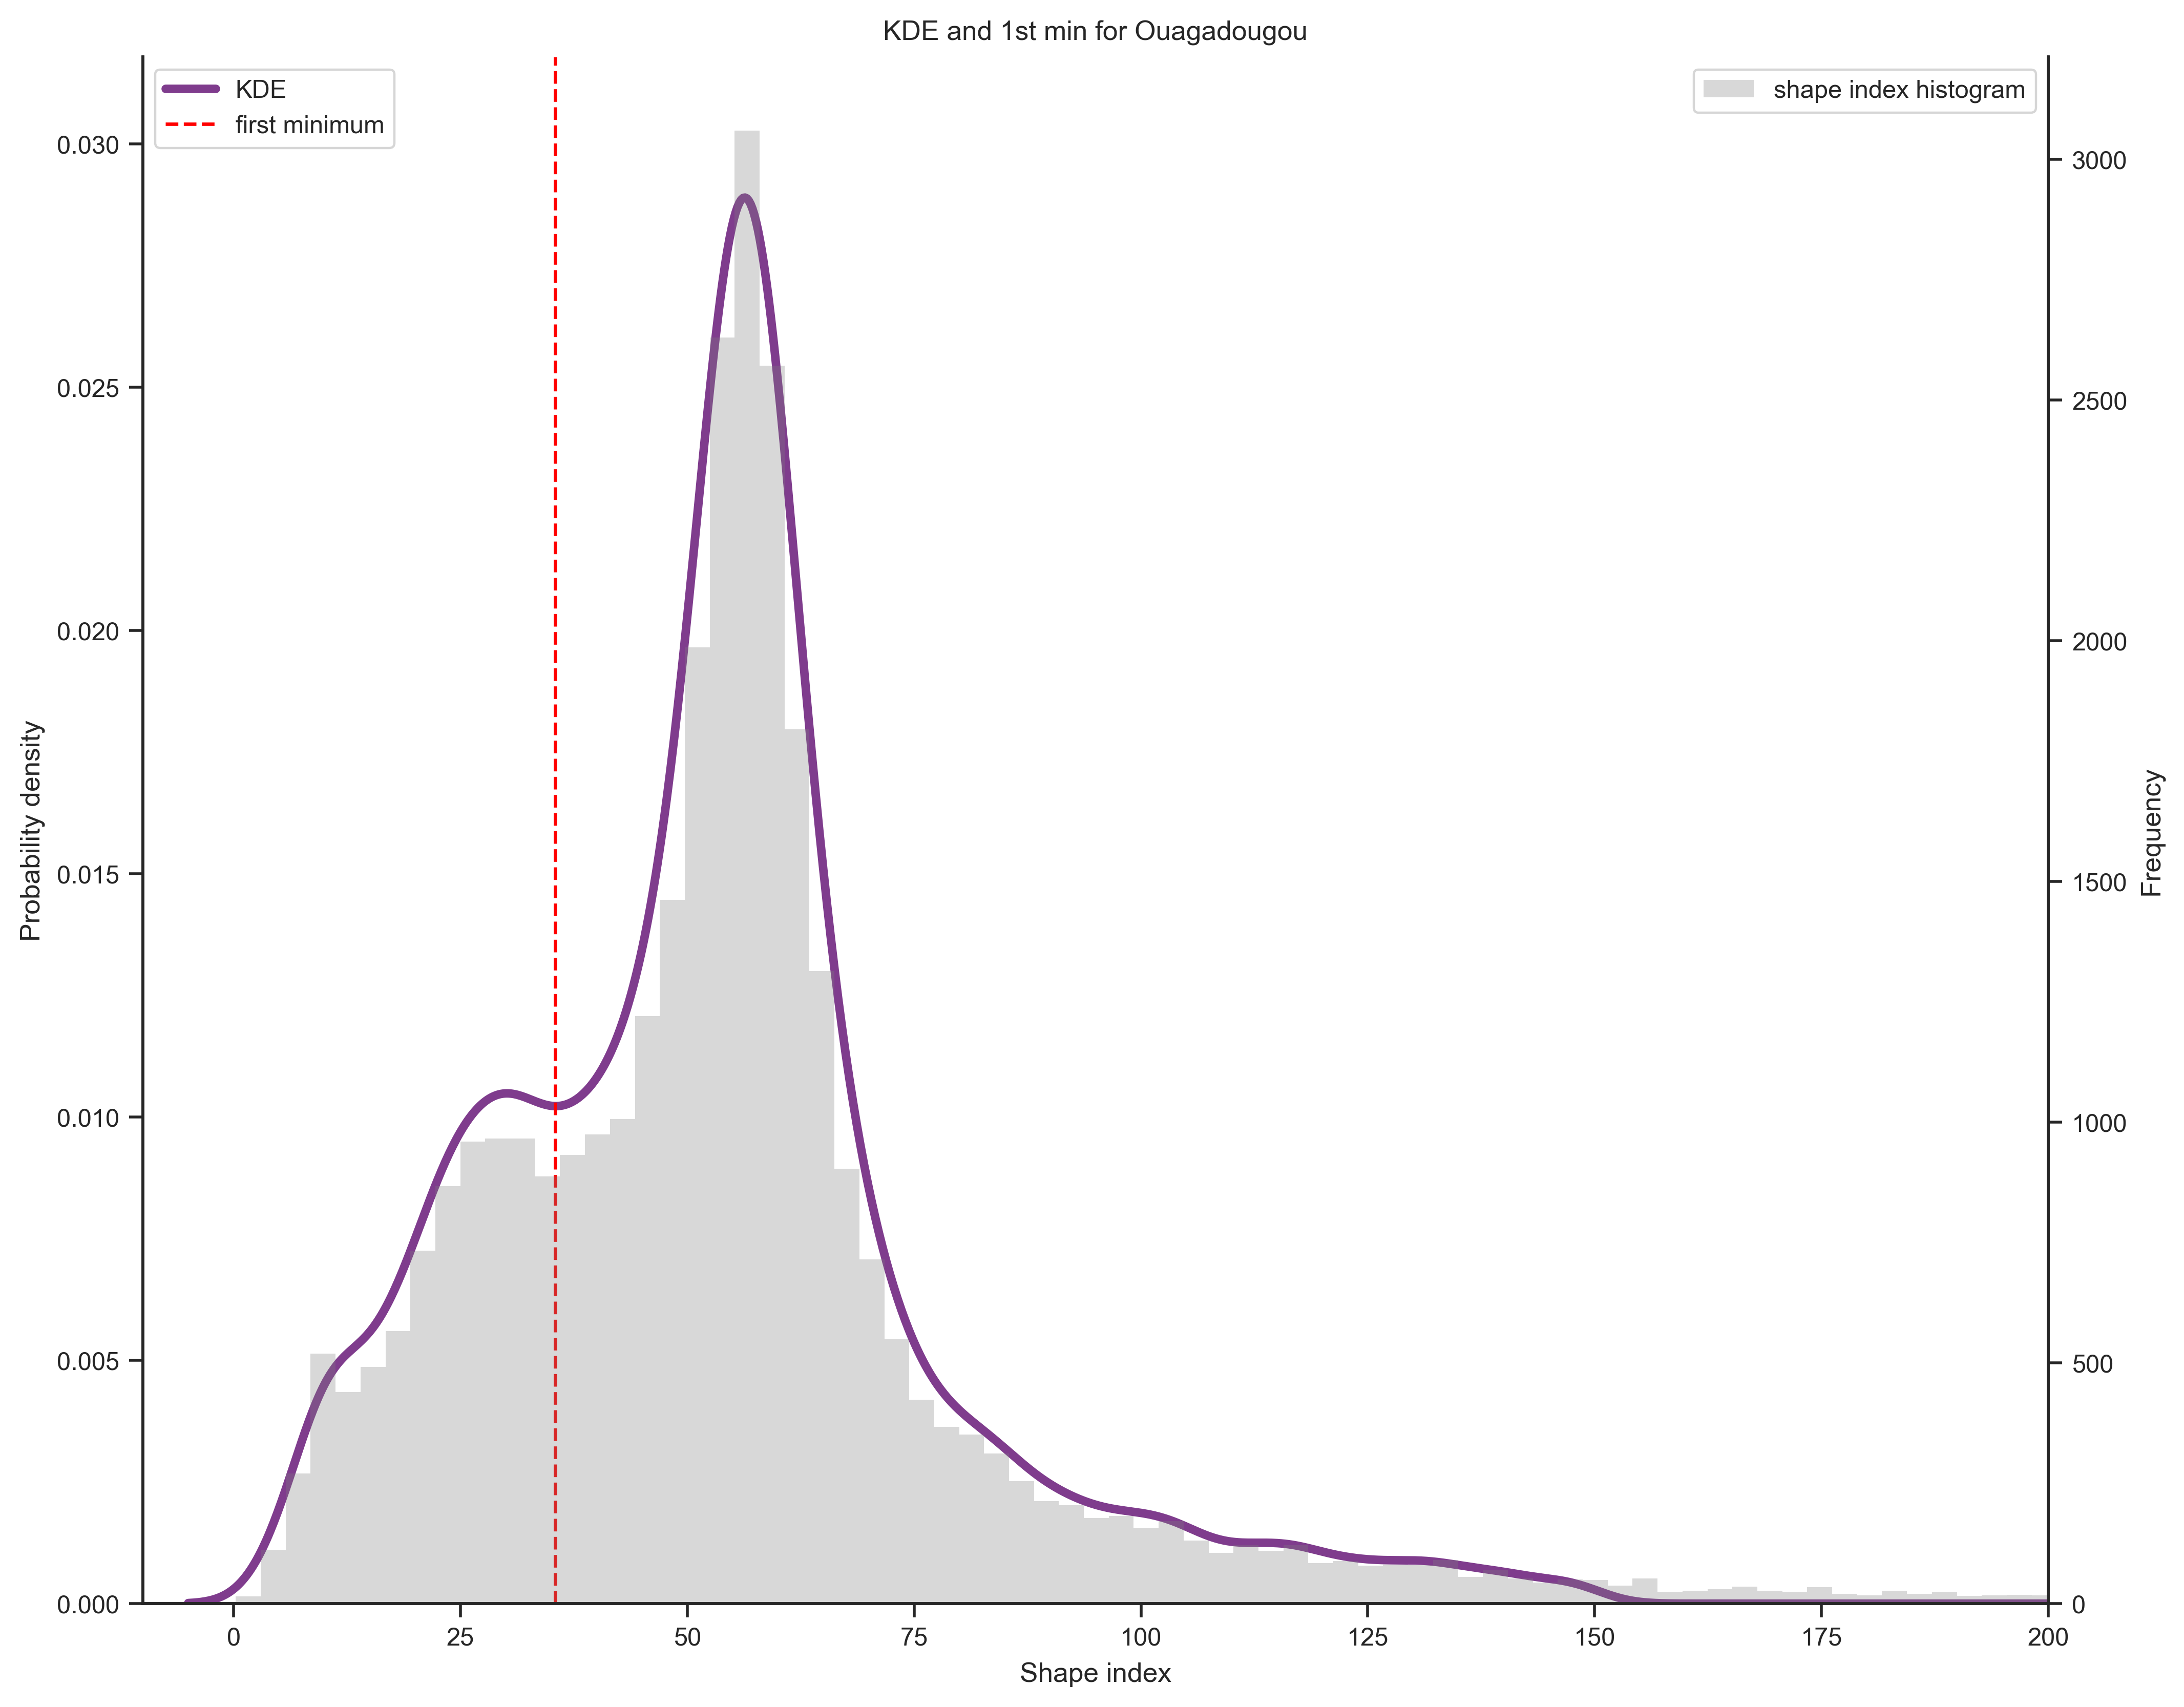 KDE and 1st min for Ouagadougou
KDE
first minimum
shape index histogram
0.030
0.025
0.020
0.015
0.010
0.005
0.000
Probability density
3000
2500
2000
1500
1000
500
0
Frequency
0 25 50 75 100 125 150 175 200
Shape index